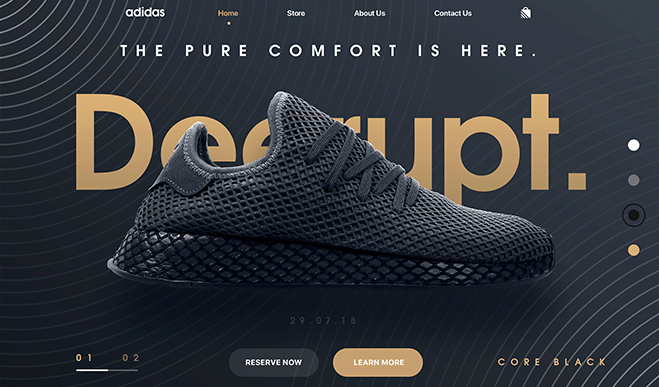 adidas Home Store About Us Contact Us
THE PURE COMFORT IS HERE.
Deerupt.
29.07.18
01 02
RESERVE NOW
LEARN MORE
CORE BLACK